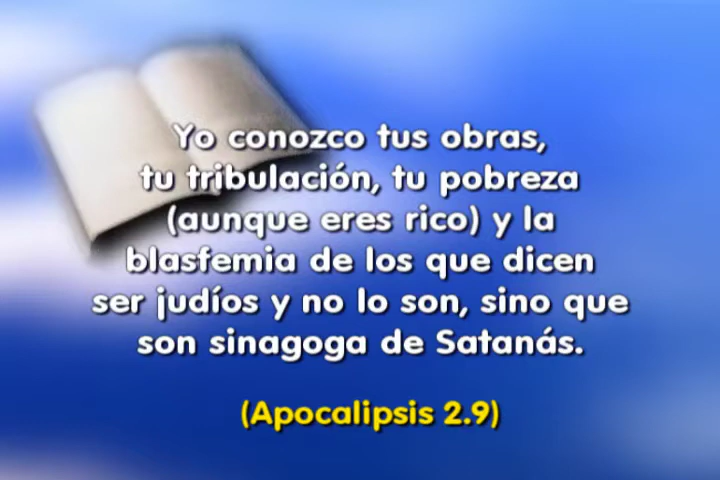 Yo conozco tus obras,
tu tribulación, tu pobreza
(aunque eres rico) y la
blasfemia de los que dicen
ser judíos y no lo son, sino que
son sinagoga de Satanás.
(Apocalipsis 2.9)